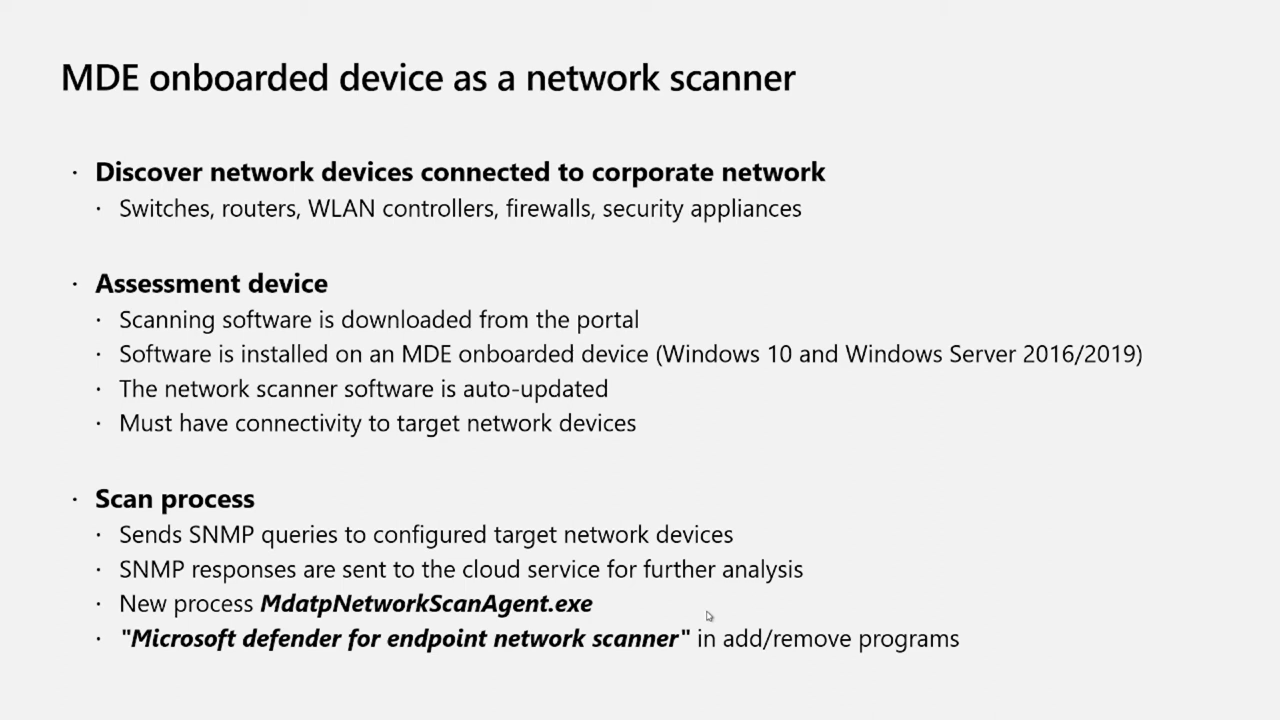 MDE onboarded device as a network scanner
· Discover network devices connected to corporate network
· Switches, routers, WLAN controllers, firewalls, security appliances
· Assessment device
· Scanning software is downloaded from the portal
· Software is installed on an MDE onboarded device (Windows 10 and Windows Server 2016/2019)
· The network scanner software is auto-updated
· Must have connectivity to target network devices
· Scan process
· Sends SNMP queries to configured target network devices
· SNMP responses are sent to the cloud service for further analysis
· New process MdatpNetworkScanAgent.exe
· "Microsoft defender for endpoint network scanner" in add/remove programs